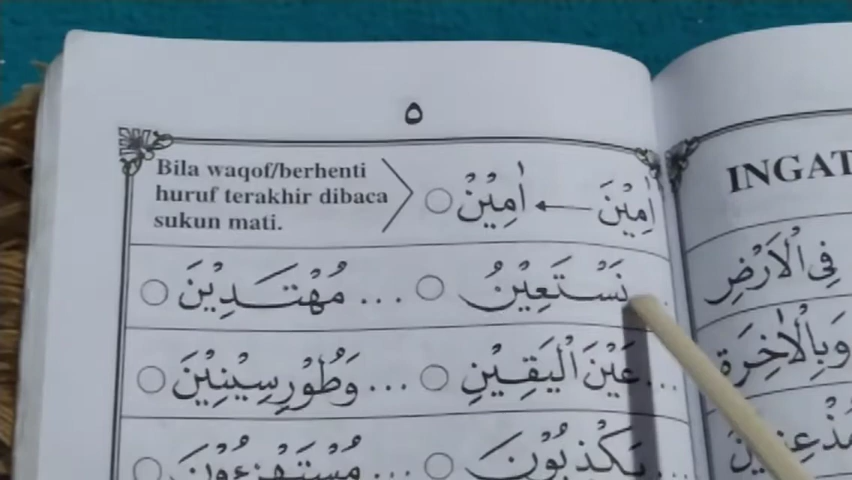 ٥
Bila waqof/berhenti
huruf terakhir dibaca
sukun mati.
اٰمِيْنَ ← اٰمِيْنْ ○
نَسْتَعِيْنُ ○ ... مُهْتَدِيْنَ ○
... عَيْنَ الْيَقِيْنِ ○ ... وَطُوْرِسِيْنِيْنَ ○
... يَكْذِبُوْنَ ○ ... مُسْتَهْزِءُوْنَ ○
INGAT
فِى الْاَرْضِ
وَبِالْاٰخِرَةِ